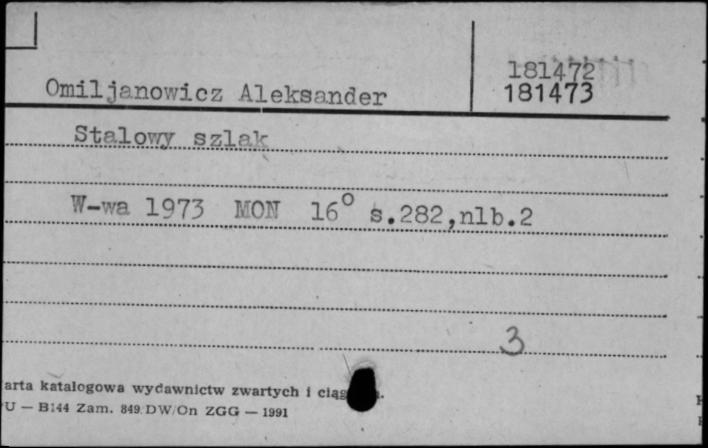 181472
Omiljanowicz Aleksander 181473
Stalowy szlak
W-wa 1973 MON 16° s.282,nlb.2
3
arta katalogowa wydawnictw zwartych i
U — B144 Zam. 849 DW/On ZGG — 1991